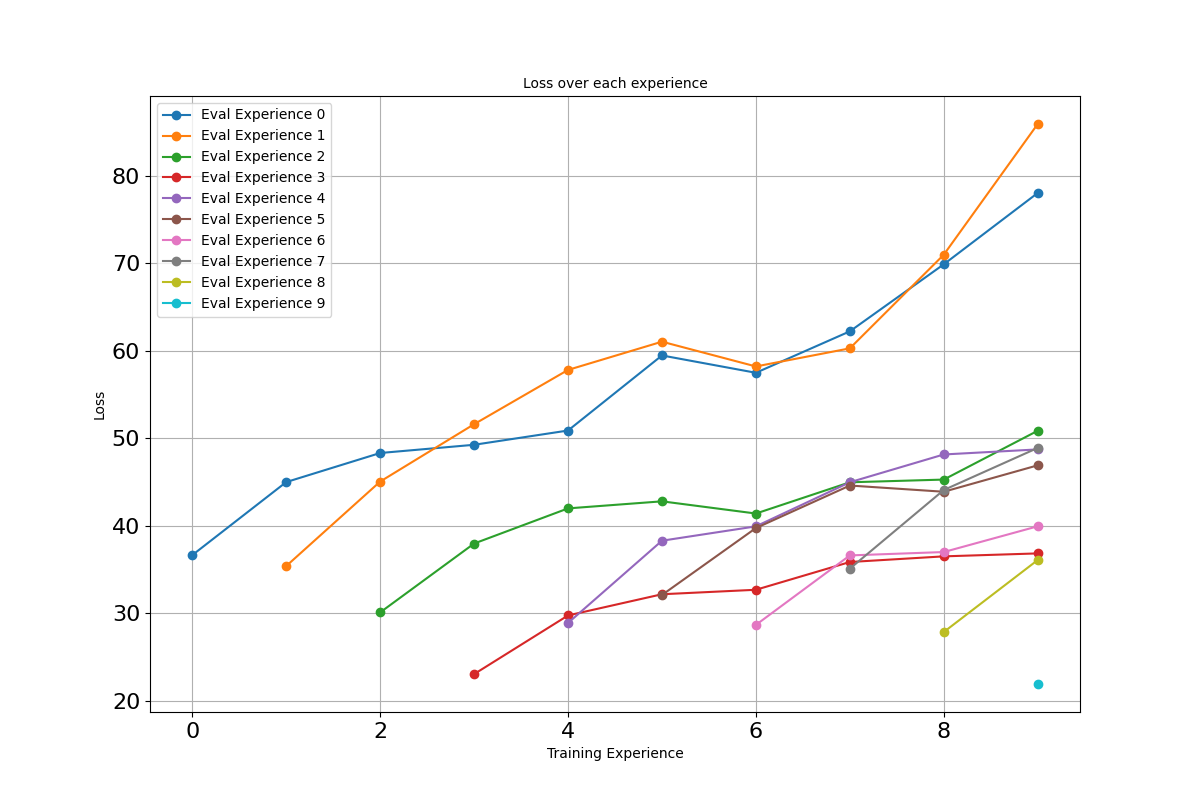 Loss over each experience
Eval Experience 0
Eval Experience 1
Eval Experience 2
Eval Experience 3
Eval Experience 4
Eval Experience 5
Eval Experience 6
Eval Experience 7
Eval Experience 8
Eval Experience 9
80
70
60
50
40
30
20
Loss
0 2 4 6 8
Training Experience